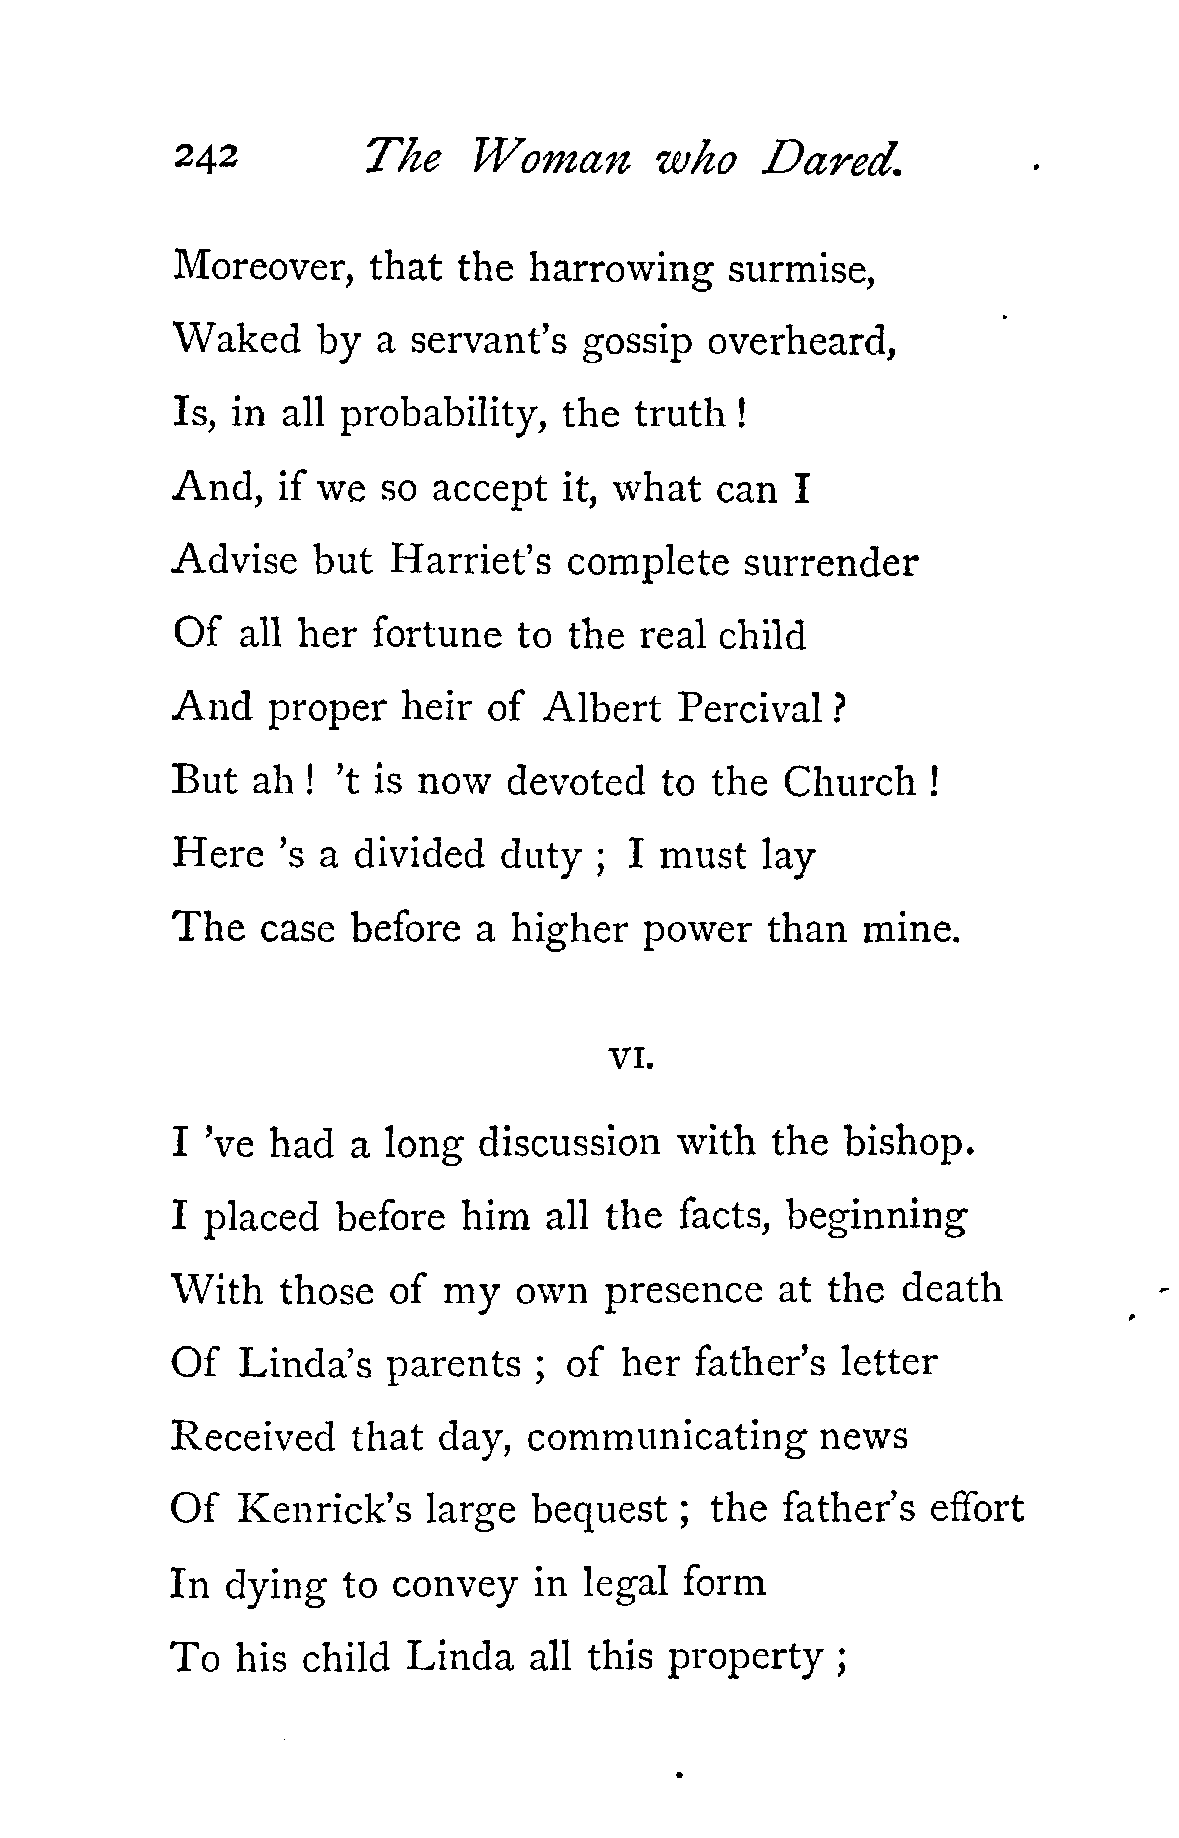 242 The Woman who Dared.
Moreover, that the harrowing surmise,
Waked by a servant's gossip overheard,
Is, in all probability, the truth !
And, if we so accept it, what can I
Advise but Harriet's complete surrender
Of all her fortune to the real child
And proper heir of Albert Percival ?
But ah ! 't is now devoted to the Church !
Here 's a divided duty ; I must lay
The case before a higher power than mine.
VI.
I 've had a long discussion with the bishop.
I placed before him all the facts, beginning
With those of my own presence at the death
Of Linda's parents ; of her father's letter
Received that day, communicating news
Of Kenrick's large bequest ; the father's effort
In dying to convey in legal form
To his child Linda all this property ;